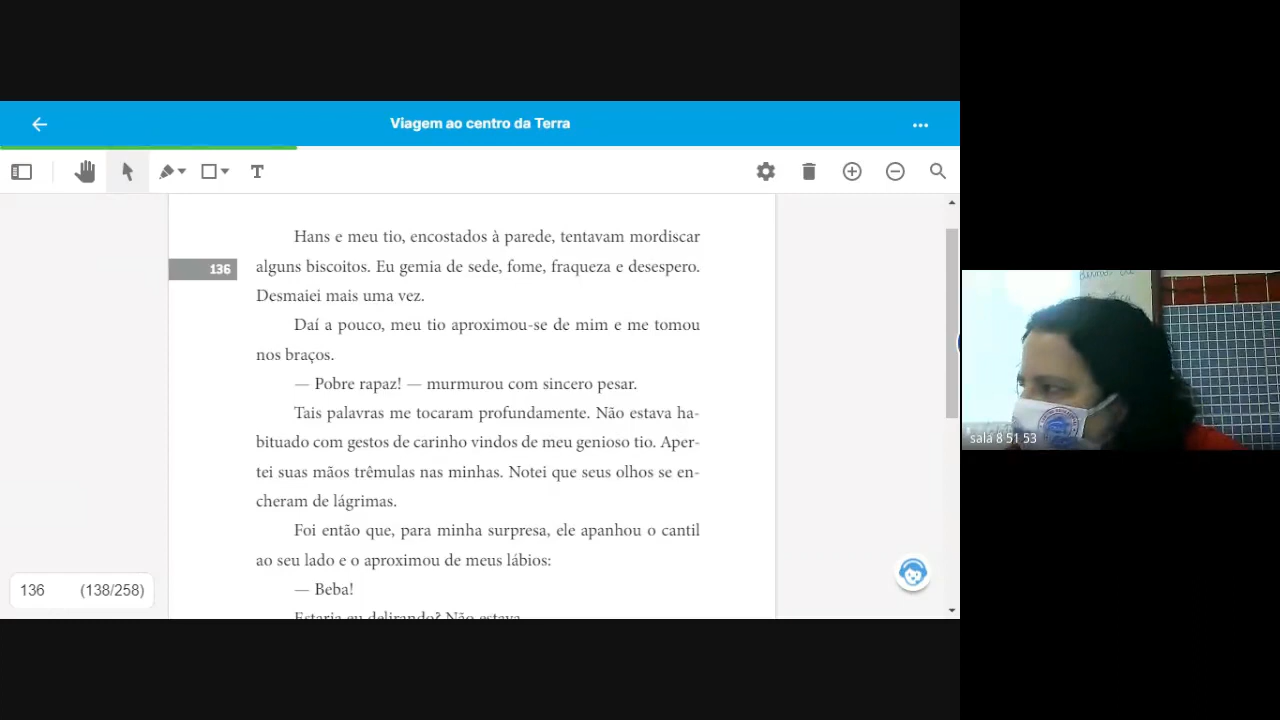 Viagem ao centro da Terra
Hans e meu tio, encostados à parede, tentavam mordiscar
136
alguns biscoitos. Eu gemia de sede, fome, fraqueza e desespero.
Desmaiei mais uma vez.
Daí a pouco, meu tio aproximou-se de mim e me tomou
nos braços.
— Pobre rapaz! — murmurou com sincero pesar.
Tais palavras me tocaram profundamente. Não estava ha-
bituado com gestos de carinho vindos de meu genioso tio. Aper-
tei suas mãos trêmulas nas minhas. Notei que seus olhos se en-
cheram de lágrimas.
Foi então que, para minha surpresa, ele apanhou o cantil
ao seu lado e o aproximou de meus lábios:
— Beba!
Estaria eu delirando? Não estava
136 (138/258)
sala 8 51 53